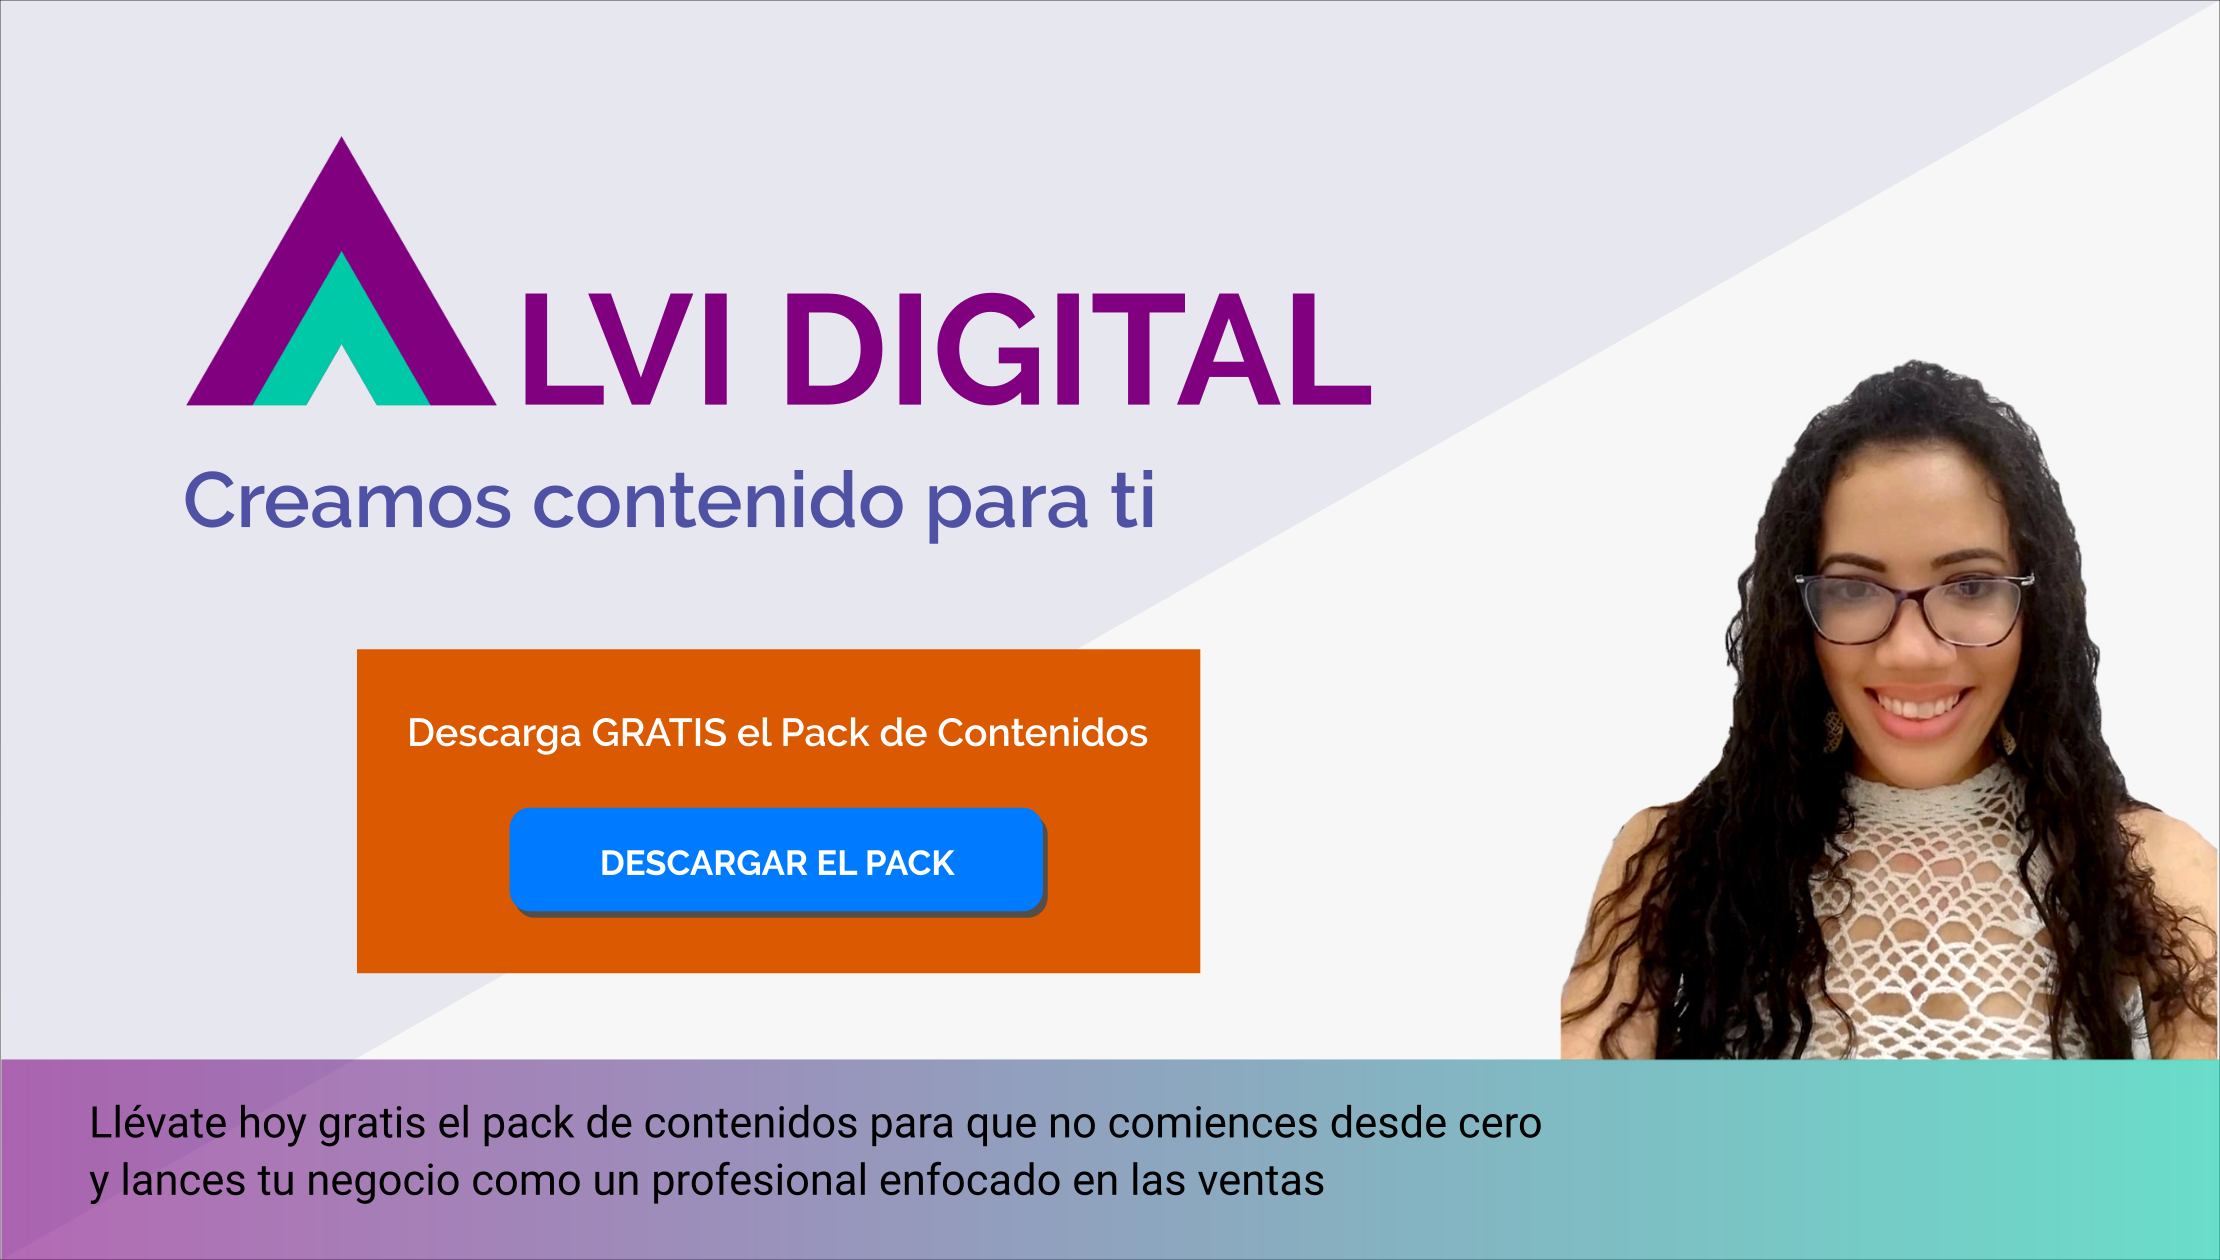 ALVI DIGITAL
Creamos contenido para ti
Descarga GRATIS el Pack de Contenidos
DESCARGAR EL PACK
Llévate hoy gratis el pack de contenidos para que no comiences desde cero
y lances tu negocio como un profesional enfocado en las ventas